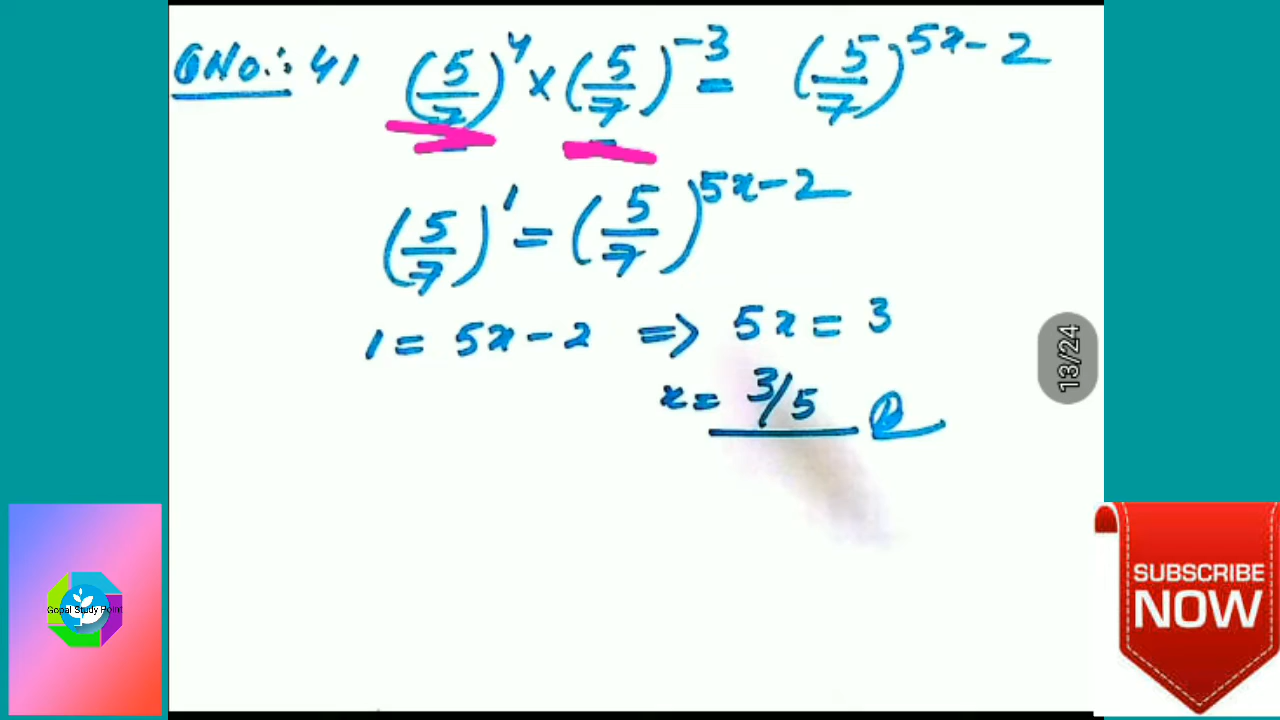 QNo.: 41 (5/7)^4 × (5/7)^-3 = (5/7)^5x-2
(5/7)^1 = (5/7)^5x-2
1 = 5x-2 => 5x = 3
x = 3/5
13/24
Gopal Study Point
SUBSCRIBE
NOW